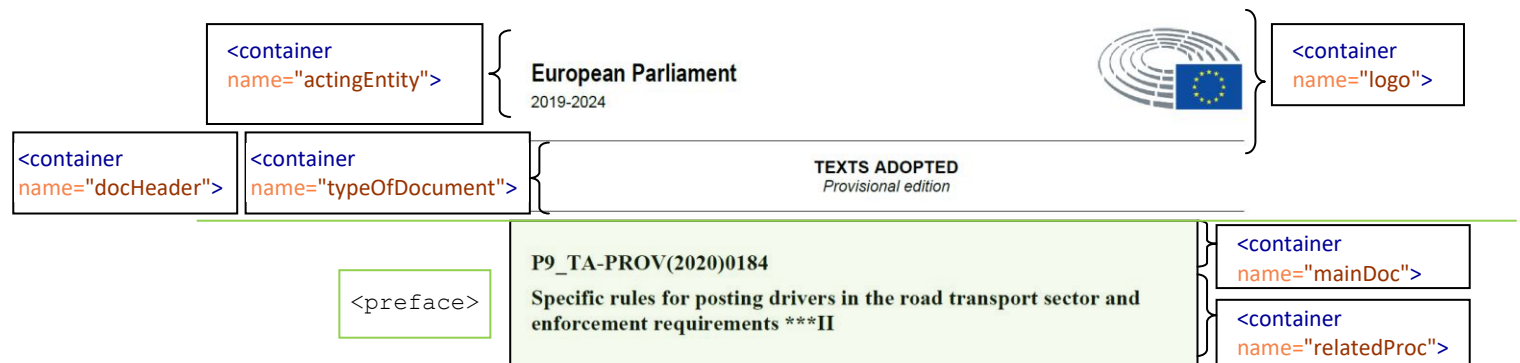 <container
name="actingEntity">
European Parliament
2019-2024
<container
name="logo">
<container
name="docHeader">
<container
name="typeOfDocument">
TEXTS ADOPTED
Provisional edition
<preface>
P9_TA-PROV(2020)0184
Specific rules for posting drivers in the road transport sector and
enforcement requirements ***II
<container
name="mainDoc">
<container
name="relatedProc">